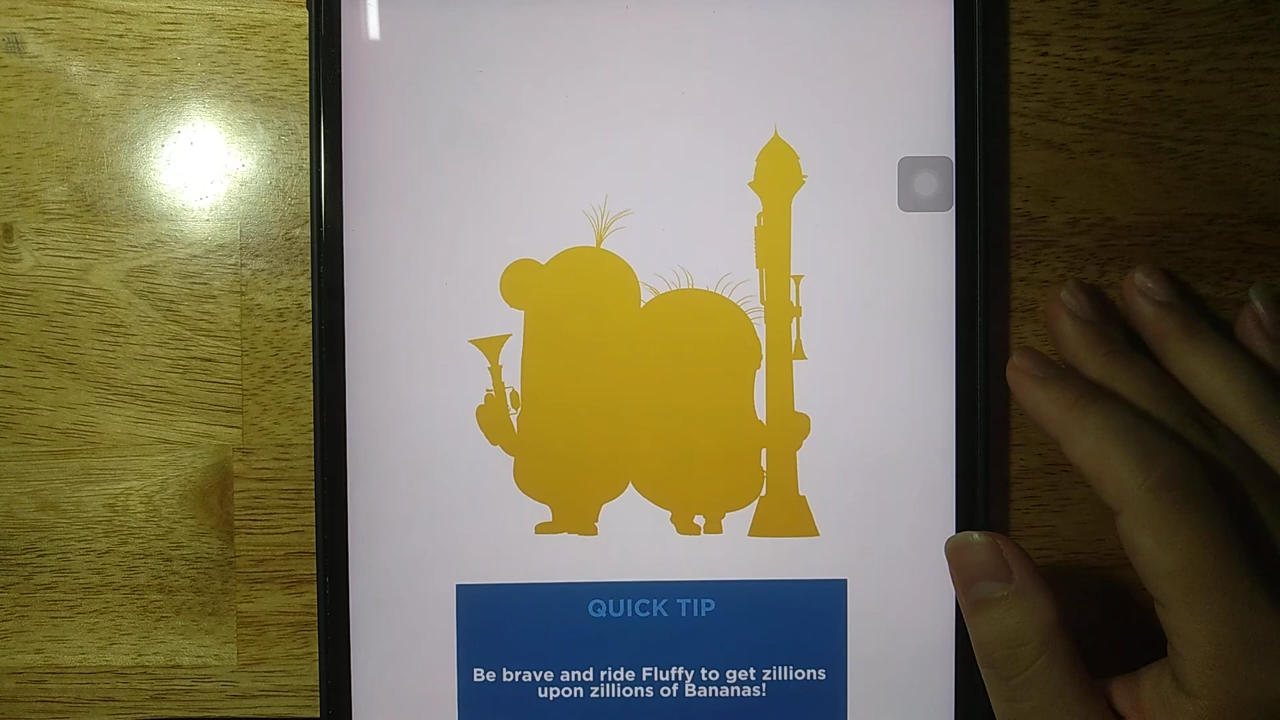 QUICK TIP
Be brave and ride Fluffy to get zillions
upon zillions of Bananas!